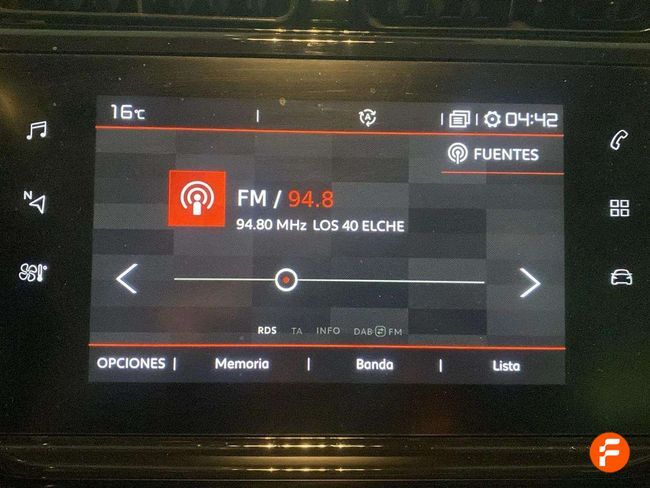 16°C | | 04:42
FUENTES
FM / 94.8
94.80 MHz LOS 40 ELCHE
RDS TA INFO DAB FM
OPCIONES | Memoria | Banda | Lista
N
A
F